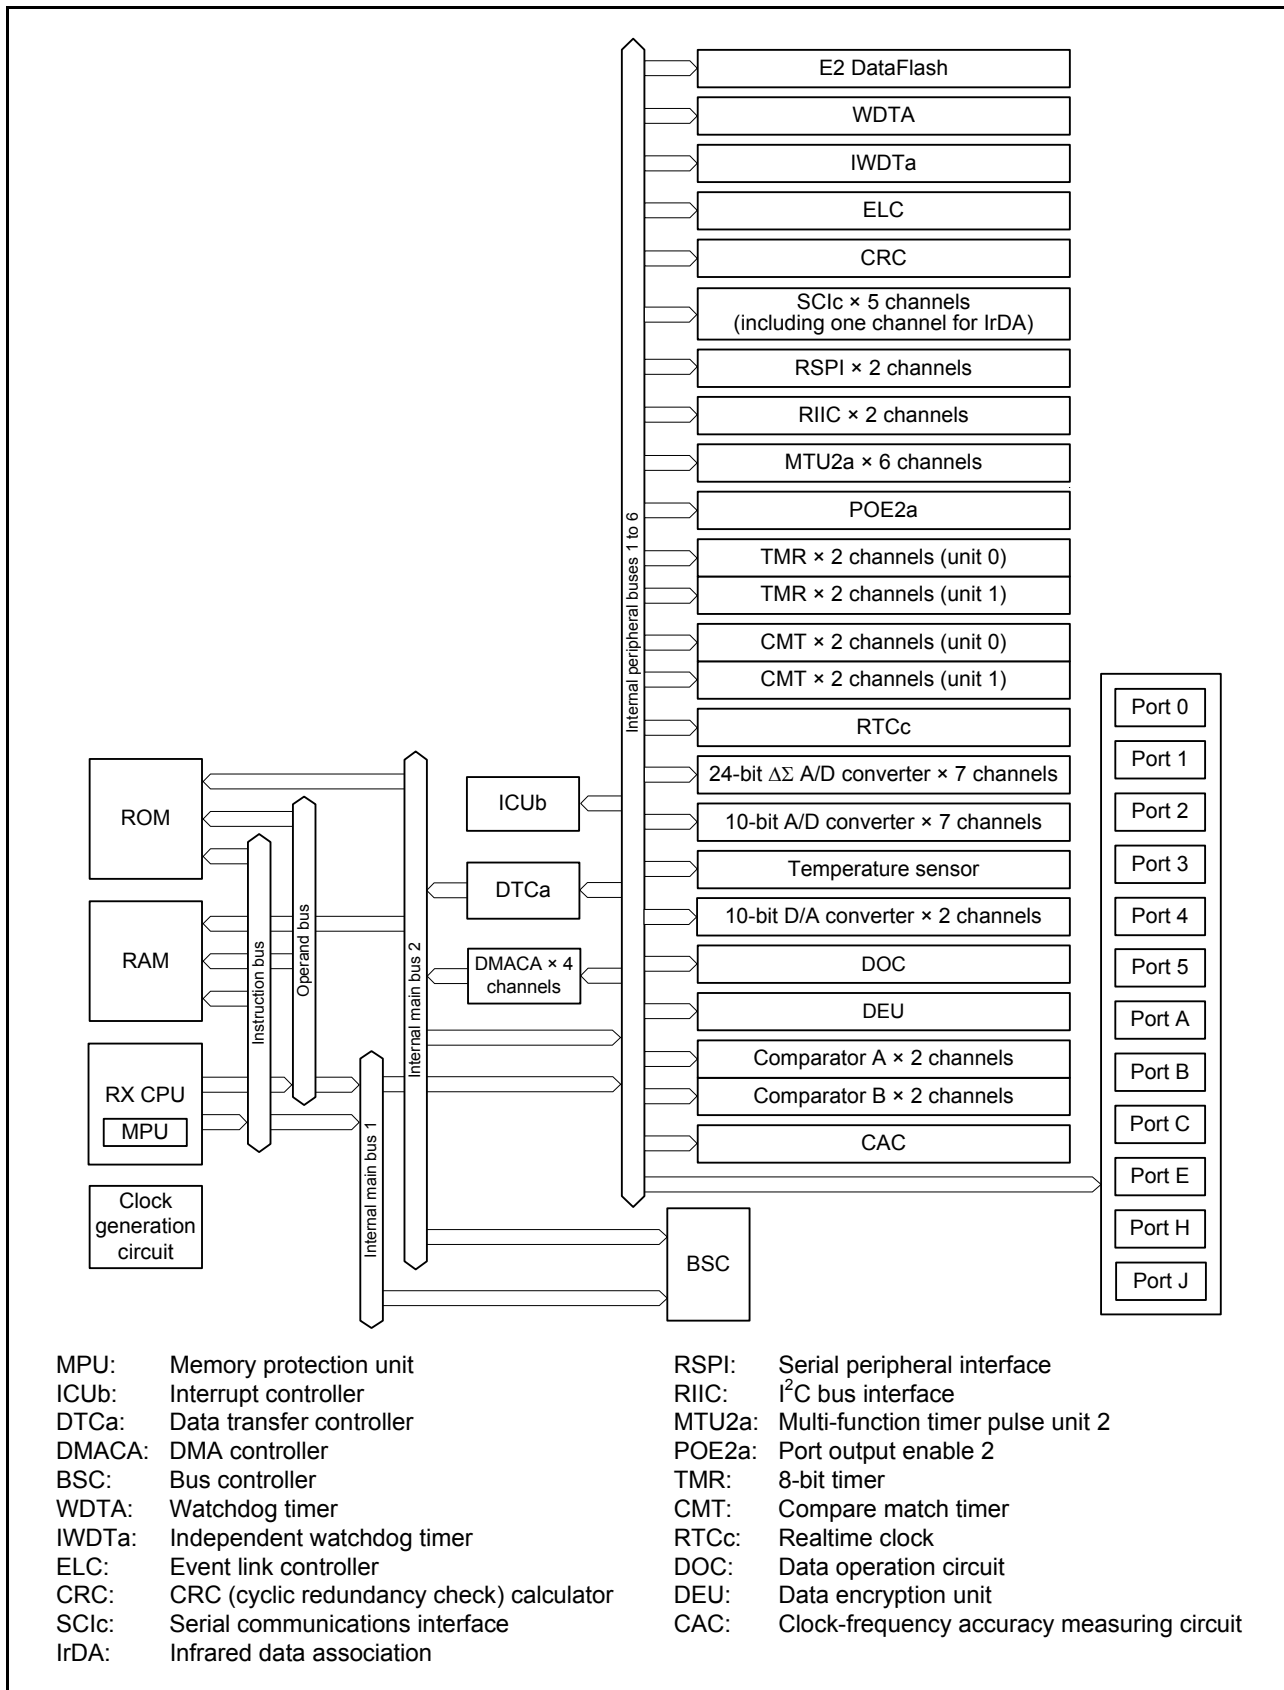 E2 DataFlash
WDTA
IWDTa
ELC
CRC
SCIc × 5 channels
(including one channel for IrDA)
RSPI × 2 channels
RIIC × 2 channels
MTU2a × 6 channels
POE2a
TMR × 2 channels (unit 0)
TMR × 2 channels (unit 1)
CMT × 2 channels (unit 0)
CMT × 2 channels (unit 1)
RTCc
24-bit ΔΣ A/D converter × 7 channels
10-bit A/D converter × 7 channels
Temperature sensor
10-bit D/A converter × 2 channels
DOC
DEU
Comparator A × 2 channels
Comparator B × 2 channels
CAC
Internal peripheral buses 1 to 6
Port 0
Port 1
Port 2
Port 3
Port 4
Port 5
Port A
Port B
Port C
Port E
Port H
Port J
ROM
RAM
RX CPU
MPU
Clock
generation
circuit
Instruction bus
Operand bus
Internal main bus 1
Internal main bus 2
ICUb
DTCa
DMACA × 4
channels
BSC
MPU: Memory protection unit
ICUb: Interrupt controller
DTCa: Data transfer controller
DMACA: DMA controller
BSC: Bus controller
WDTA: Watchdog timer
IWDTa: Independent watchdog timer
ELC: Event link controller
CRC: CRC (cyclic redundancy check) calculator
SCIc: Serial communications interface
IrDA: Infrared data association
RSPI: Serial peripheral interface
RIIC: I²C bus interface
MTU2a: Multi-function timer pulse unit 2
POE2a: Port output enable 2
TMR: 8-bit timer
CMT: Compare match timer
RTCc: Realtime clock
DOC: Data operation circuit
DEU: Data encryption unit
CAC: Clock-frequency accuracy measuring circuit